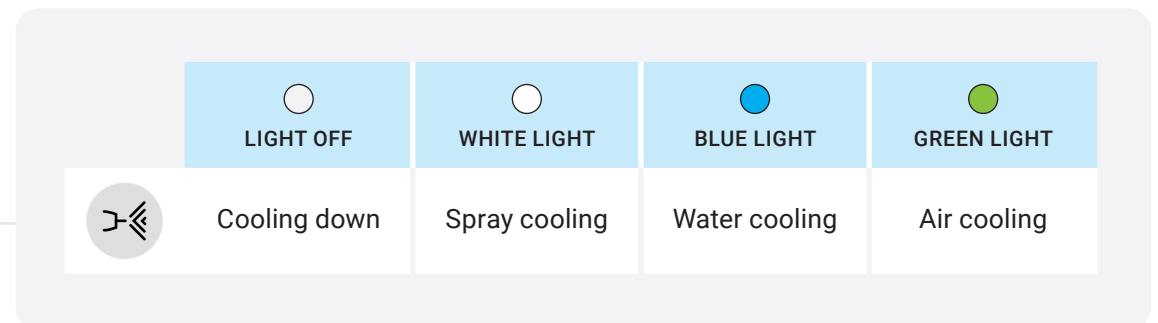 LIGHT OFF
WHITE LIGHT
BLUE LIGHT
GREEN LIGHT
Cooling down
Spray cooling
Water cooling
Air cooling